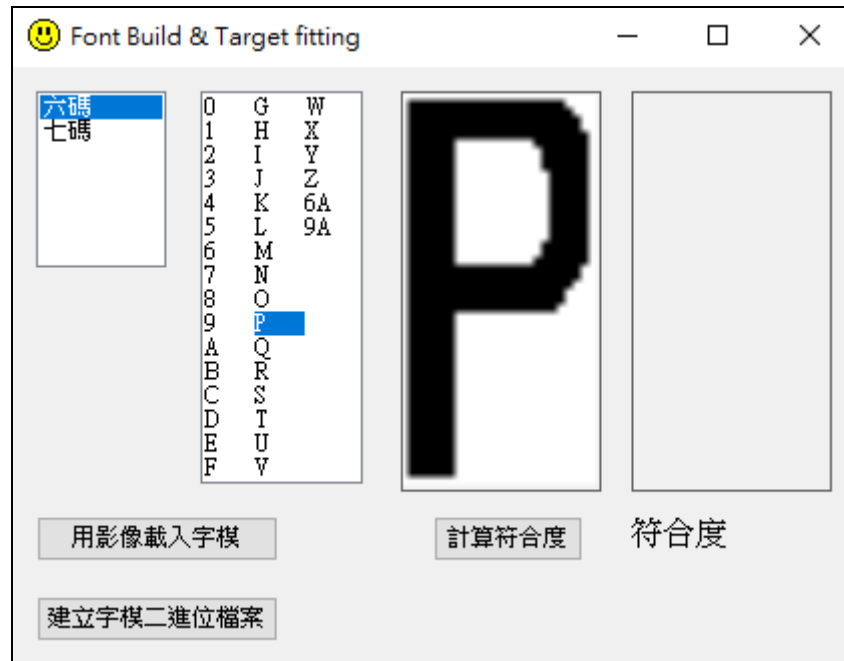 Font Build & Target fitting
六碼
七碼
0 G W
1 H X
2 I Y
3 J Z
4 K 6A
5 L 9A
6 M
7 N
8 O
9 P
A Q
B R
C S
D T
E U
F V
P
用影像載入字模
計算符合度
符合度
建立字模二進位檔案